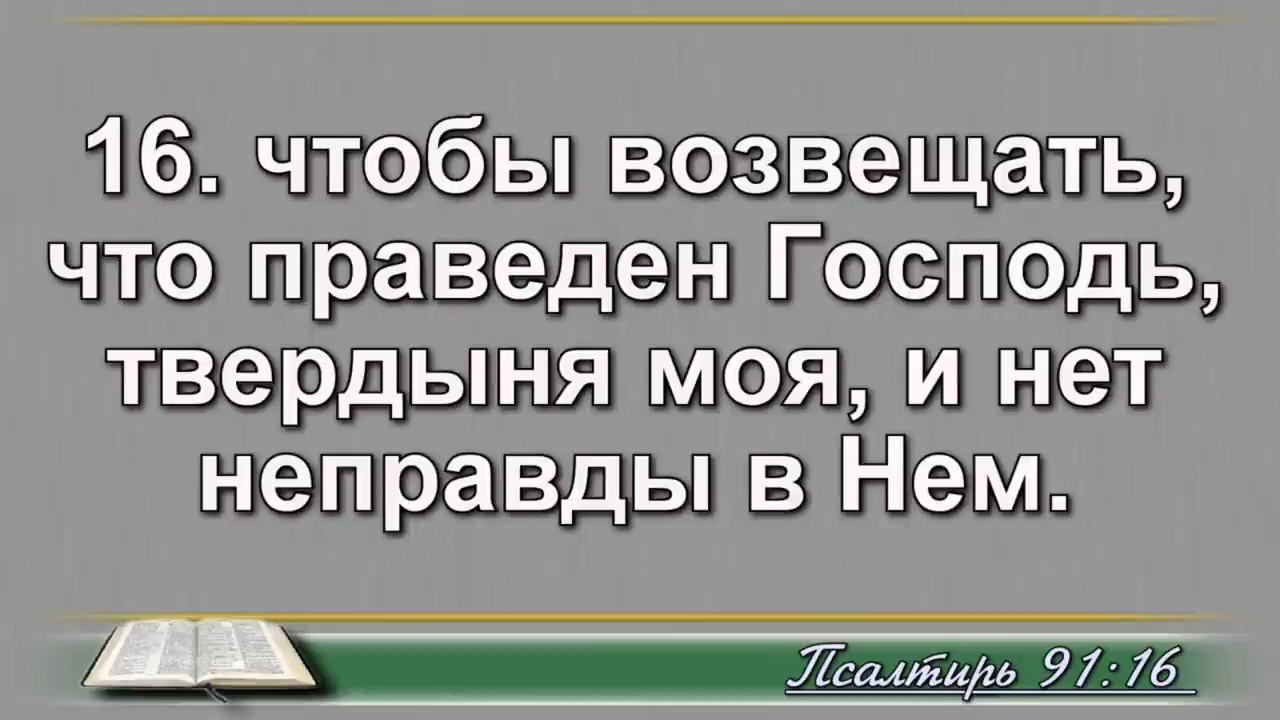 16. чтобы возвещать,
что праведен Господь,
твердыня моя, и нет
неправды в Нем.
Псалтирь 91:16